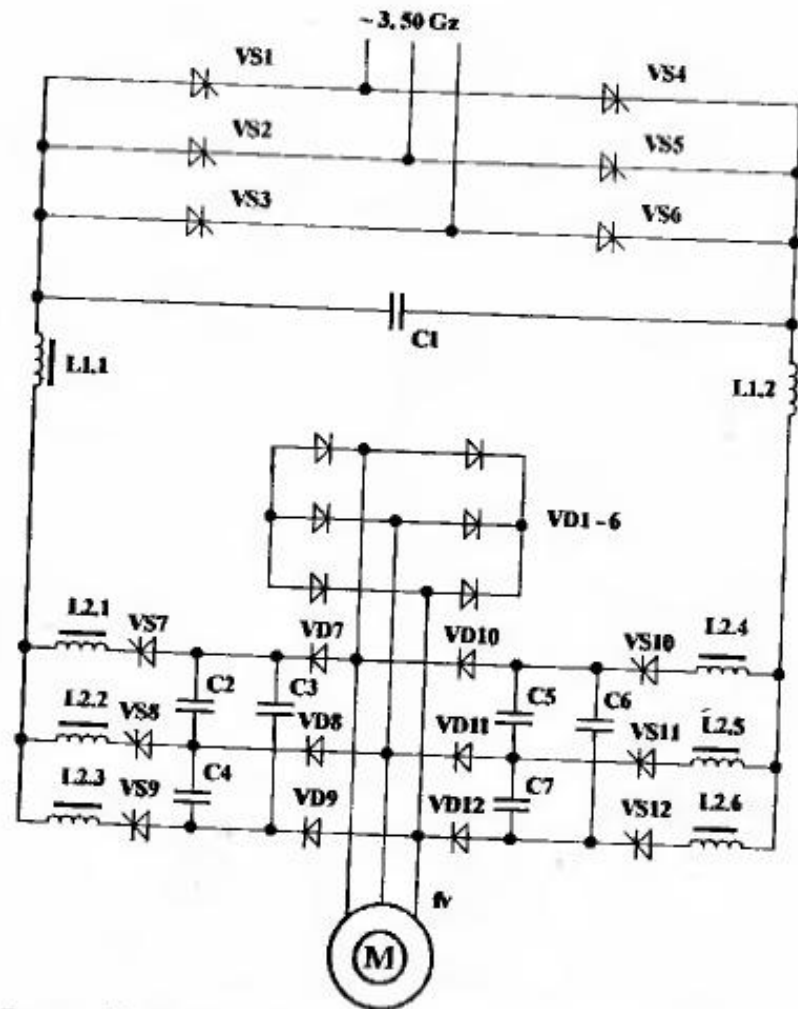 ~ 3. 50 Gz
VS1
VS4
VS2
VS5
VS3
VS6
C1
L1.1
L1.2
VD1 - 6
L2.1
VS7
VD7
VD10
VS10
L2.4
C2
C3
C5
C6
L2.2
VS8
VD8
VD11
VS11
L2.5
L2.3
VS9
C4
VD9
VD12
C7
VS12
L2.6
fv
M